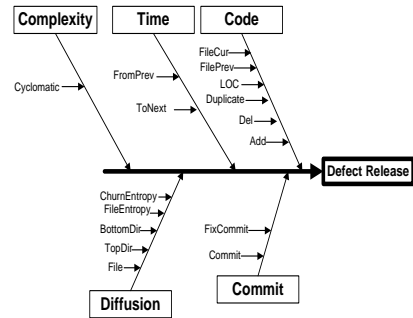 Complexity
Time
Code
FileCur
FilePrev
LOC
Duplicate
Del
Add
FromPrev
ToNext
Cyclomatic
Defect Release
ChurnEntropy
FileEntropy
BottomDir
TopDir
File
FixCommit
Commit
Diffusion
Commit